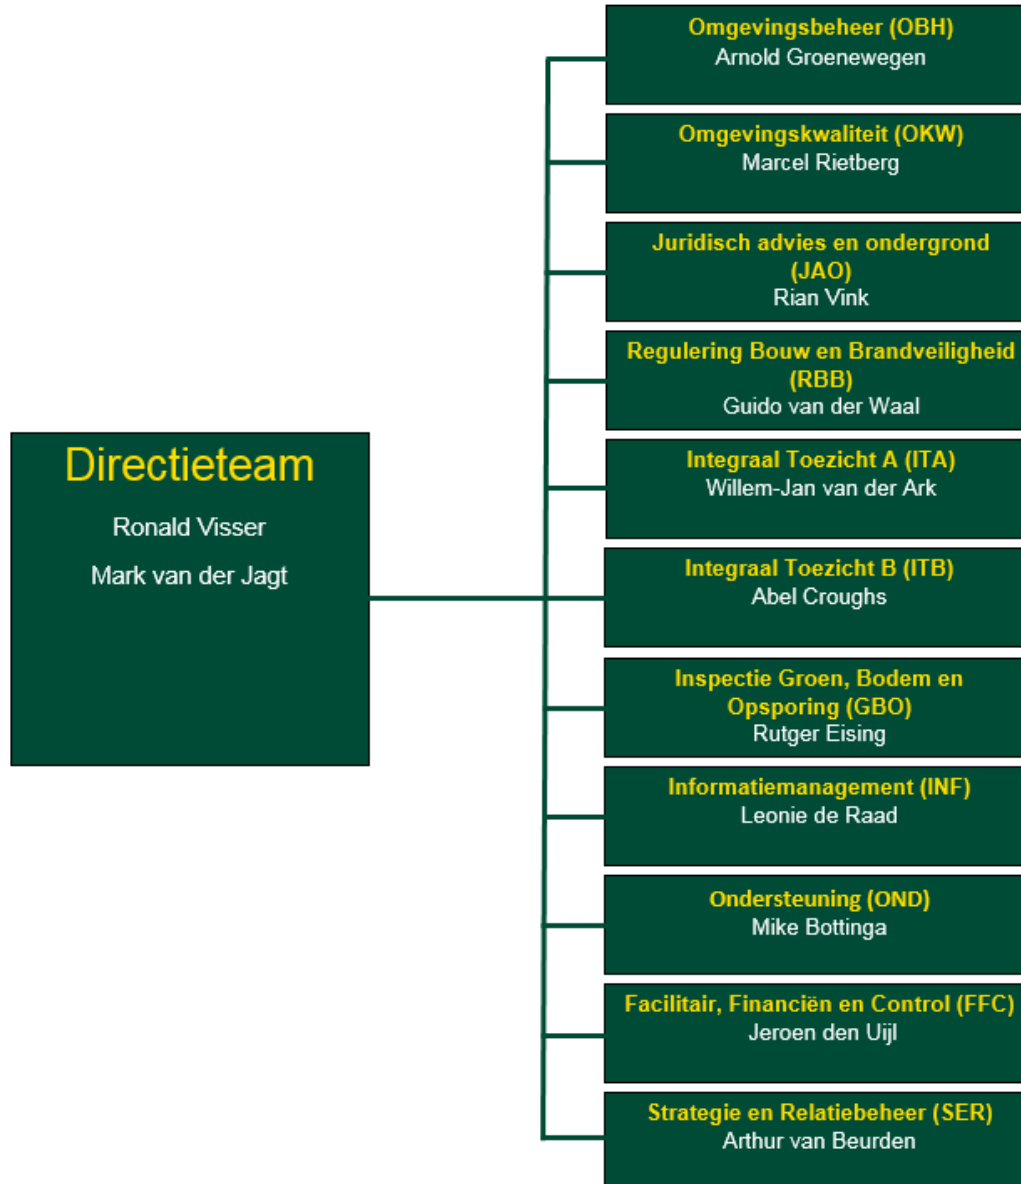 Directieteam
Ronald Visser
Mark van der Jagt
Omgevingsbeheer (OBH)
Arnold Groenewegen
Omgevingskwaliteit (OKW)
Marcel Rietberg
Juridisch advies en ondergrond
(JAO)
Rian Vink
Regulering Bouw en Brandveiligheid
(RBB)
Guido van der Waal
Integraal Toezicht A (ITA)
Willem-Jan van der Ark
Integraal Toezicht B (ITB)
Abel Croughs
Inspectie Groen, Bodem en
Opsporing (GBO)
Rutger Eising
Informatiemanagement (INF)
Leonie de Raad
Ondersteuning (OND)
Mike Bottinga
Facilitair, Financiën en Control (FFC)
Jeroen den Uijl
Strategie en Relatiebeheer (SER)
Arthur van Beurden